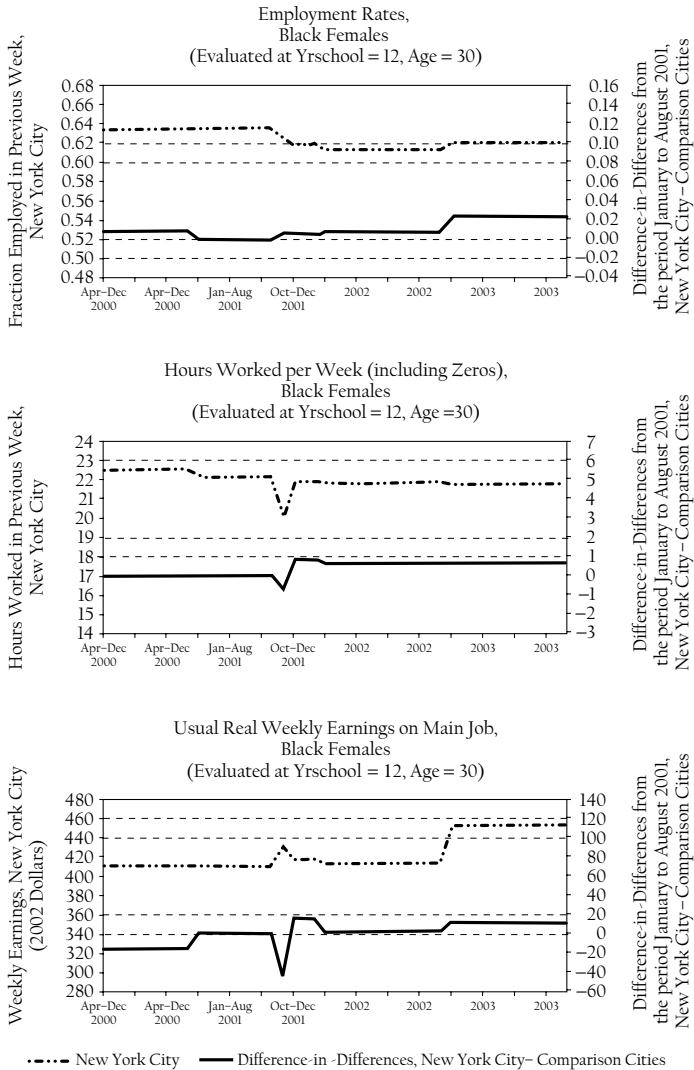 Employment Rates,
Black Females
(Evaluated at Yrschool = 12, Age = 30)
Fraction Employed in Previous Week,
New York City
0.68
0.66
0.64
0.62
0.60
0.56
0.54
0.52
0.50
0.48
0.16
0.16
0.14
0.12
0.10
0.08
0.06
0.04
0.02
0.00
−0.02
−0.04
Difference-in-Differences from
the period January to August 2001,
New York City–Comparison Cities
Apr–Dec Apr–Dec Jan–Aug Oct–Dec 2002 2002 2003 2003
2000 2000 2001 2001
Hours Worked per Week (including Zeros),
Black Females
(Evaluated at Yrschool = 12, Age =30)
Hours Worked in Previous Week,
New York City
24
23
22
21
20
19
18
17
16
15
14
7
6
5
4
3
2
1
0
−1
−2
−3
Difference-in-Differences from
the period January to August 2001,
New York City–Comparison Cities
Apr–Dec Apr–Dec Jan–Aug Oct–Dec 2002 2002 2003 2003
2000 2000 2001 2001
Usual Real Weekly Earnings on Main Job,
Black Females
(Evaluated at Yrschool = 12, Age = 30)
Weekly Earnings, New York City
(2002 Dollars)
480
460
440
420
400
380
360
340
320
300
280
140
120
100
80
60
40
20
0
−20
−40
−60
Difference-in-Differences from
the period January to August 2001,
New York City–Comparison Cities
Apr–Dec Apr–Dec Jan–Aug Oct–Dec 2002 2002 2003 2003
2000 2000 2001 2001
New York City Difference-in -Differences, New York City– Comparison Cities